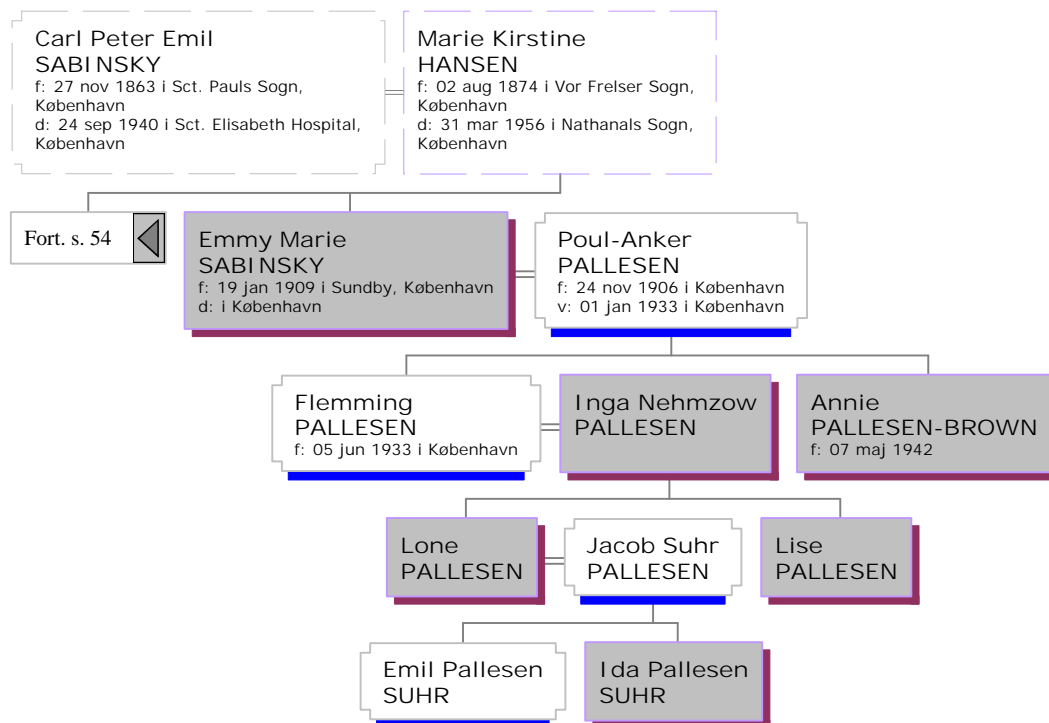 Carl Peter Emil
SABINSKY
f: 27 nov 1863 i Sct. Pauls Sogn,
København
d: 24 sep 1940 i Sct. Elisabeth Hospital,
København
Marie Kirstine
HANSEN
f: 02 aug 1874 i Vor Frelser Sogn,
København
d: 31 mar 1956 i Nathanals Sogn,
København
Fort. s. 54
Emmy Marie
SABINSKY
f: 19 jan 1909 i Sundby, København
d: i København
Poul-Anker
PALLESEN
f: 24 nov 1906 i København
v: 01 jan 1933 i København
Flemming
PALLESEN
f: 05 jun 1933 i København
Inga Nehmzow
PALLESEN
Annie
PALLESEN-BROWN
f: 07 maj 1942
Lone
PALLESEN
Jacob Suhr
PALLESEN
Lise
PALLESEN
Emil Pallesen
SUHR
Ida Pallesen
SUHR